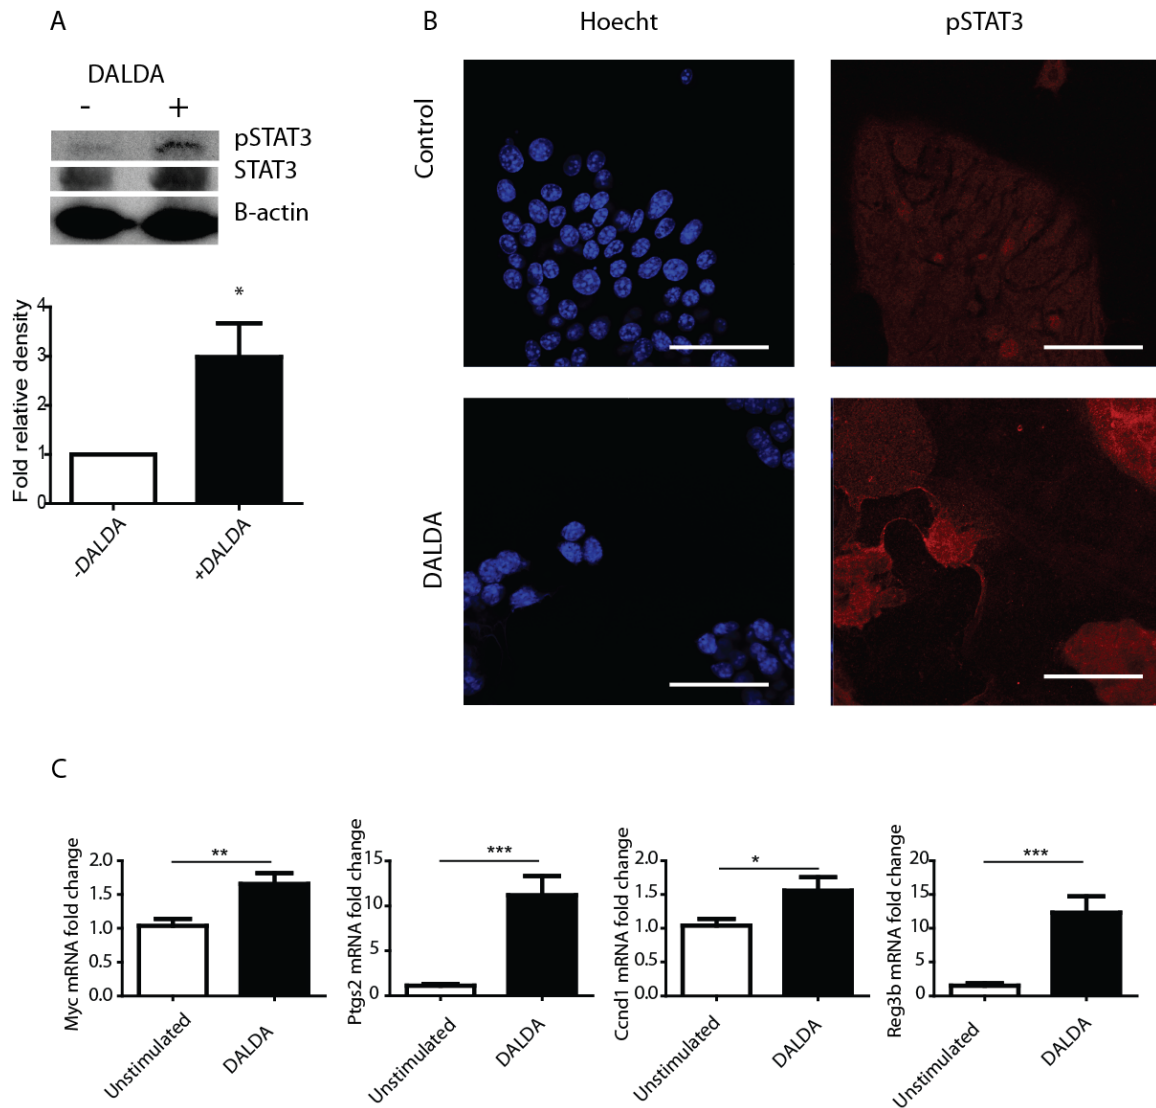 A
DALDA
- +
pSTAT3
STAT3
B-actin
*
Fold relative density
4
3
2
1
0
-DALDA
+DALDA
B
Hoecht
pSTAT3
Control
DALDA
C
Myc mRNA fold change
2.0
1.5
1.0
0.5
0.0
**
Unstimulated
DALDA
Ptgs2 mRNA fold change
15
10
5
0
***
Unstimulated
DALDA
Ccnd1 mRNA fold change
2.0
1.5
1.0
0.5
0.0
*
Unstimulated
DALDA
Reg3b mRNA fold change
20
15
10
5
0
***
Unstimulated
DALDA